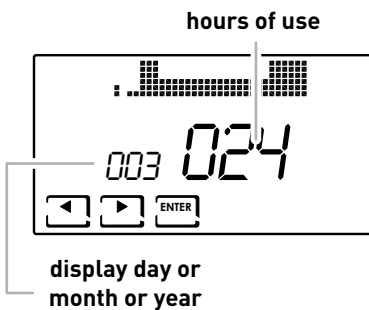 hours of use
003 024
ENTER
display day or
month or year